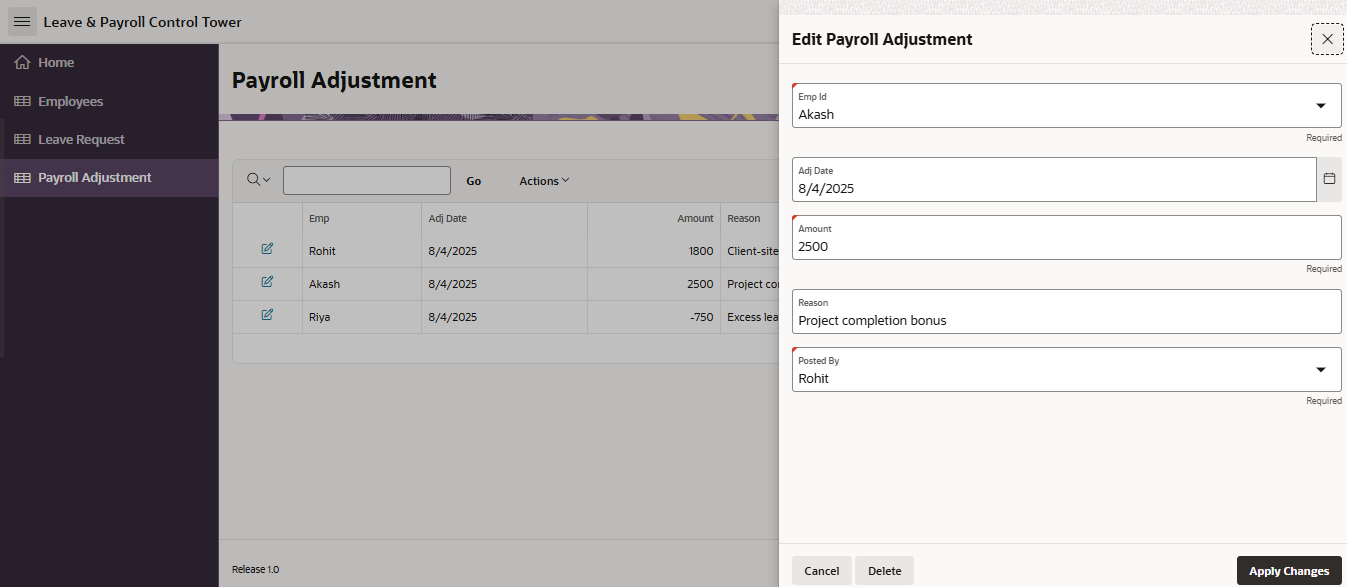 Leave & Payroll Control Tower
Home
Employees
Leave Request
Payroll Adjustment
Payroll Adjustment
Go
Actions
Emp Adj Date Amount Reason
Rohit 8/4/2025 1800 Client-site
Akash 8/4/2025 2500 Project
Riya 8/4/2025 -750 Excess
Release 1.0
Edit Payroll Adjustment
Emp Id
Akash
Required
Adj Date
8/4/2025
Amount
2500
Required
Reason
Project completion bonus
Posted By
Rohit
Required
Cancel Delete Apply Changes